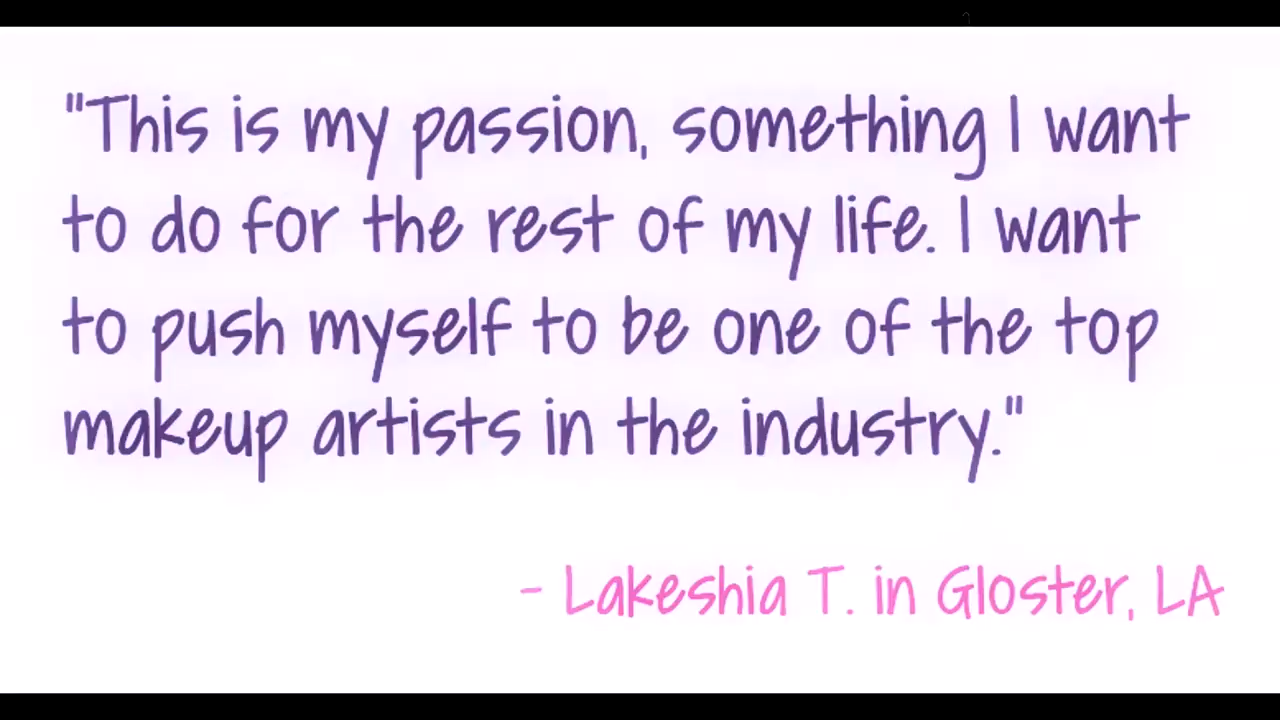 "This is my passion, something I want
to do for the rest of my life. I want
to push myself to be one of the top
makeup artists in the industry."
- Lakeshia T. in Gloster, LA